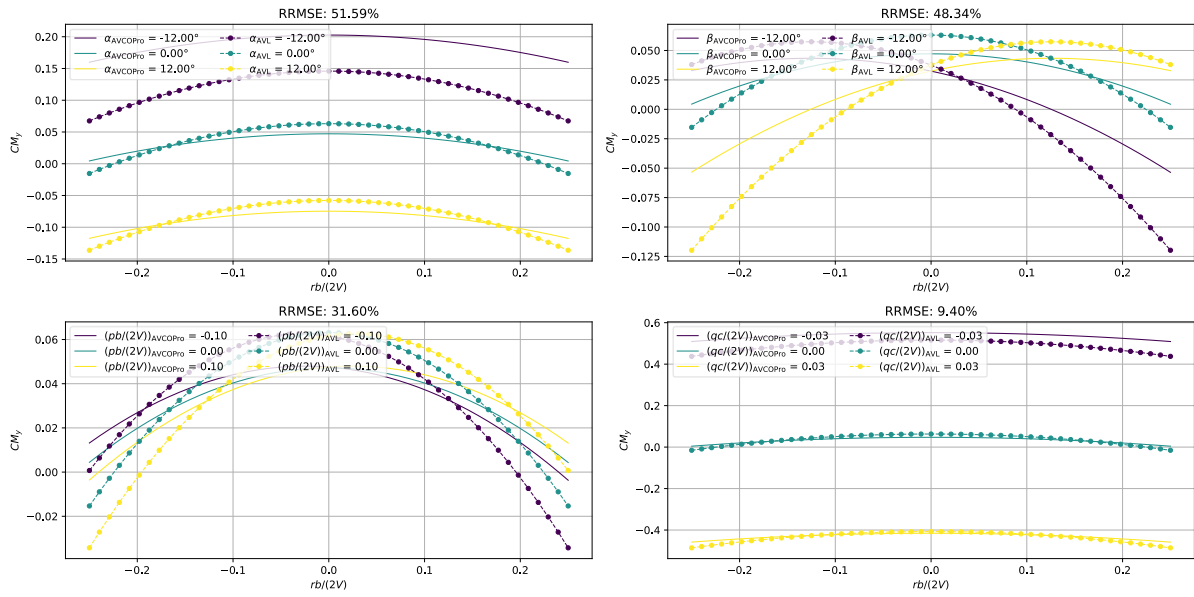 RRMSE: 51.59%
α_AVCOPro = -12.00° α_AVL = -12.00°
α_AVCOPro = 0.00° α_AVL = 0.00°
α_AVCOPro = 12.00° α_AVL = 12.00°
CM_y
0.20
0.15
0.10
0.05
0.00
−0.05
−0.10
−0.15
−0.2 −0.1 0.0 0.1 0.2
rb/(2V)
RRMSE: 48.34%
β_AVCOPro = -12.00° β_AVL = -12.00°
β_AVCOPro = 0.00° β_AVL = 0.00°
β_AVCOPro = 12.00° β_AVL = 12.00°
CM_y
0.050
0.025
0.000
−0.025
−0.050
−0.075
−0.100
−0.125
−0.2 −0.1 0.0 0.1 0.2
rb/(2V)
RRMSE: 31.60%
(pb/(2V))_AVCOPro = -0.10 (pb/(2V))_AVL = -0.10
(pb/(2V))_AVCOPro = 0.00 (pb/(2V))_AVL = 0.00
(pb/(2V))_AVCOPro = 0.10 (pb/(2V))_AVL = 0.10
CM_y
0.06
0.04
0.02
0.00
−0.02
−0.2 −0.1 0.0 0.1 0.2
rb/(2V)
RRMSE: 9.40%
(qc/(2V))_AVCOPro = -0.03 (qc/(2V))_AVL = -0.03
(qc/(2V))_AVCOPro = 0.00 (qc/(2V))_AVL = 0.00
(qc/(2V))_AVCOPro = 0.03 (qc/(2V))_AVL = 0.03
CM_y
0.6
0.4
0.2
0.0
−0.2
−0.4
−0.2 −0.1 0.0 0.1 0.2
rb/(2V)